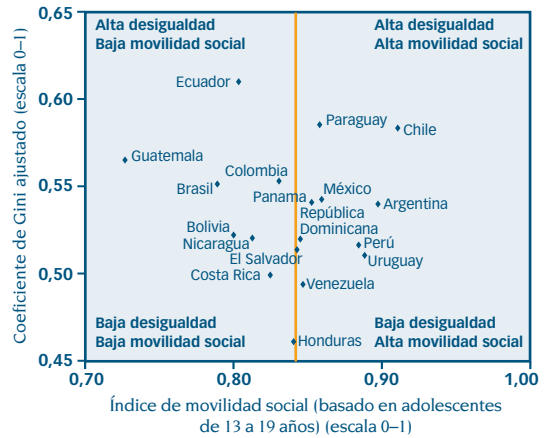 0,65
Alta desigualdad
Baja movilidad social
Alta desigualdad
Alta movilidad social
Ecuador
0,60
Paraguay
Chile
Guatemala
Colombia
0,55
Brasil
Panama
México
Argentina
República
Dominicana
Bolivia
Nicaragua
Perú
El Salvador
Uruguay
0,50
Costa Rica
Venezuela
Baja desigualdad
Baja movilidad social
Baja desigualdad
Alta movilidad social
Honduras
0,45
0,70
0,80
0,90
1,00
Coeficiente de Gini ajustado (escala 0–1)
Índice de movilidad social (basado en adolescentes
de 13 a 19 años) (escala 0–1)